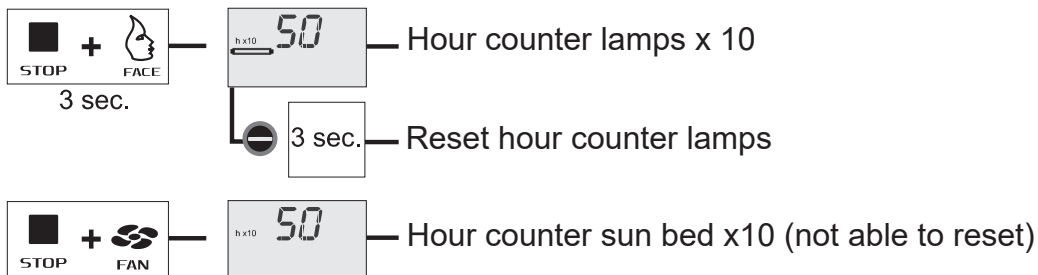 h x10 50 Hour counter lamps x 10
STOP + FACE
3 sec.
3 sec. Reset hour counter lamps
h x10 50 Hour counter sun bed x10 (not able to reset)
STOP + FAN